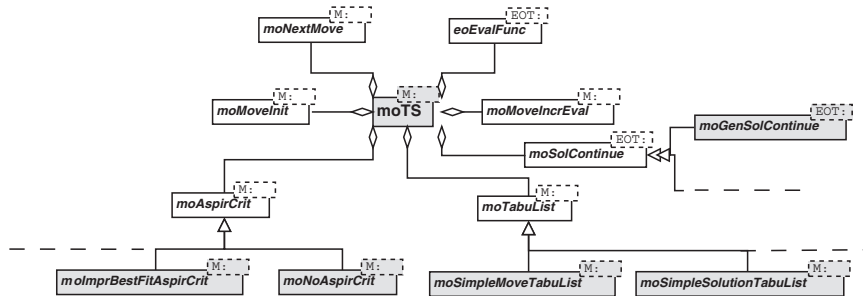 M:
moNextMove
EOT:
eoEvalFunc
M:
moMoveInit
M:
moTS
M:
moMoveIncrEval
EOT:
moGenSolContinue
EOT:
moSolContinue
M:
moAspirCrit
M:
moTabuList
M:
moImprBestFitAspirCrit
M:
moNoAspirCrit
M:
moSimpleMoveTabuList
M:
moSimpleSolutionTabuList